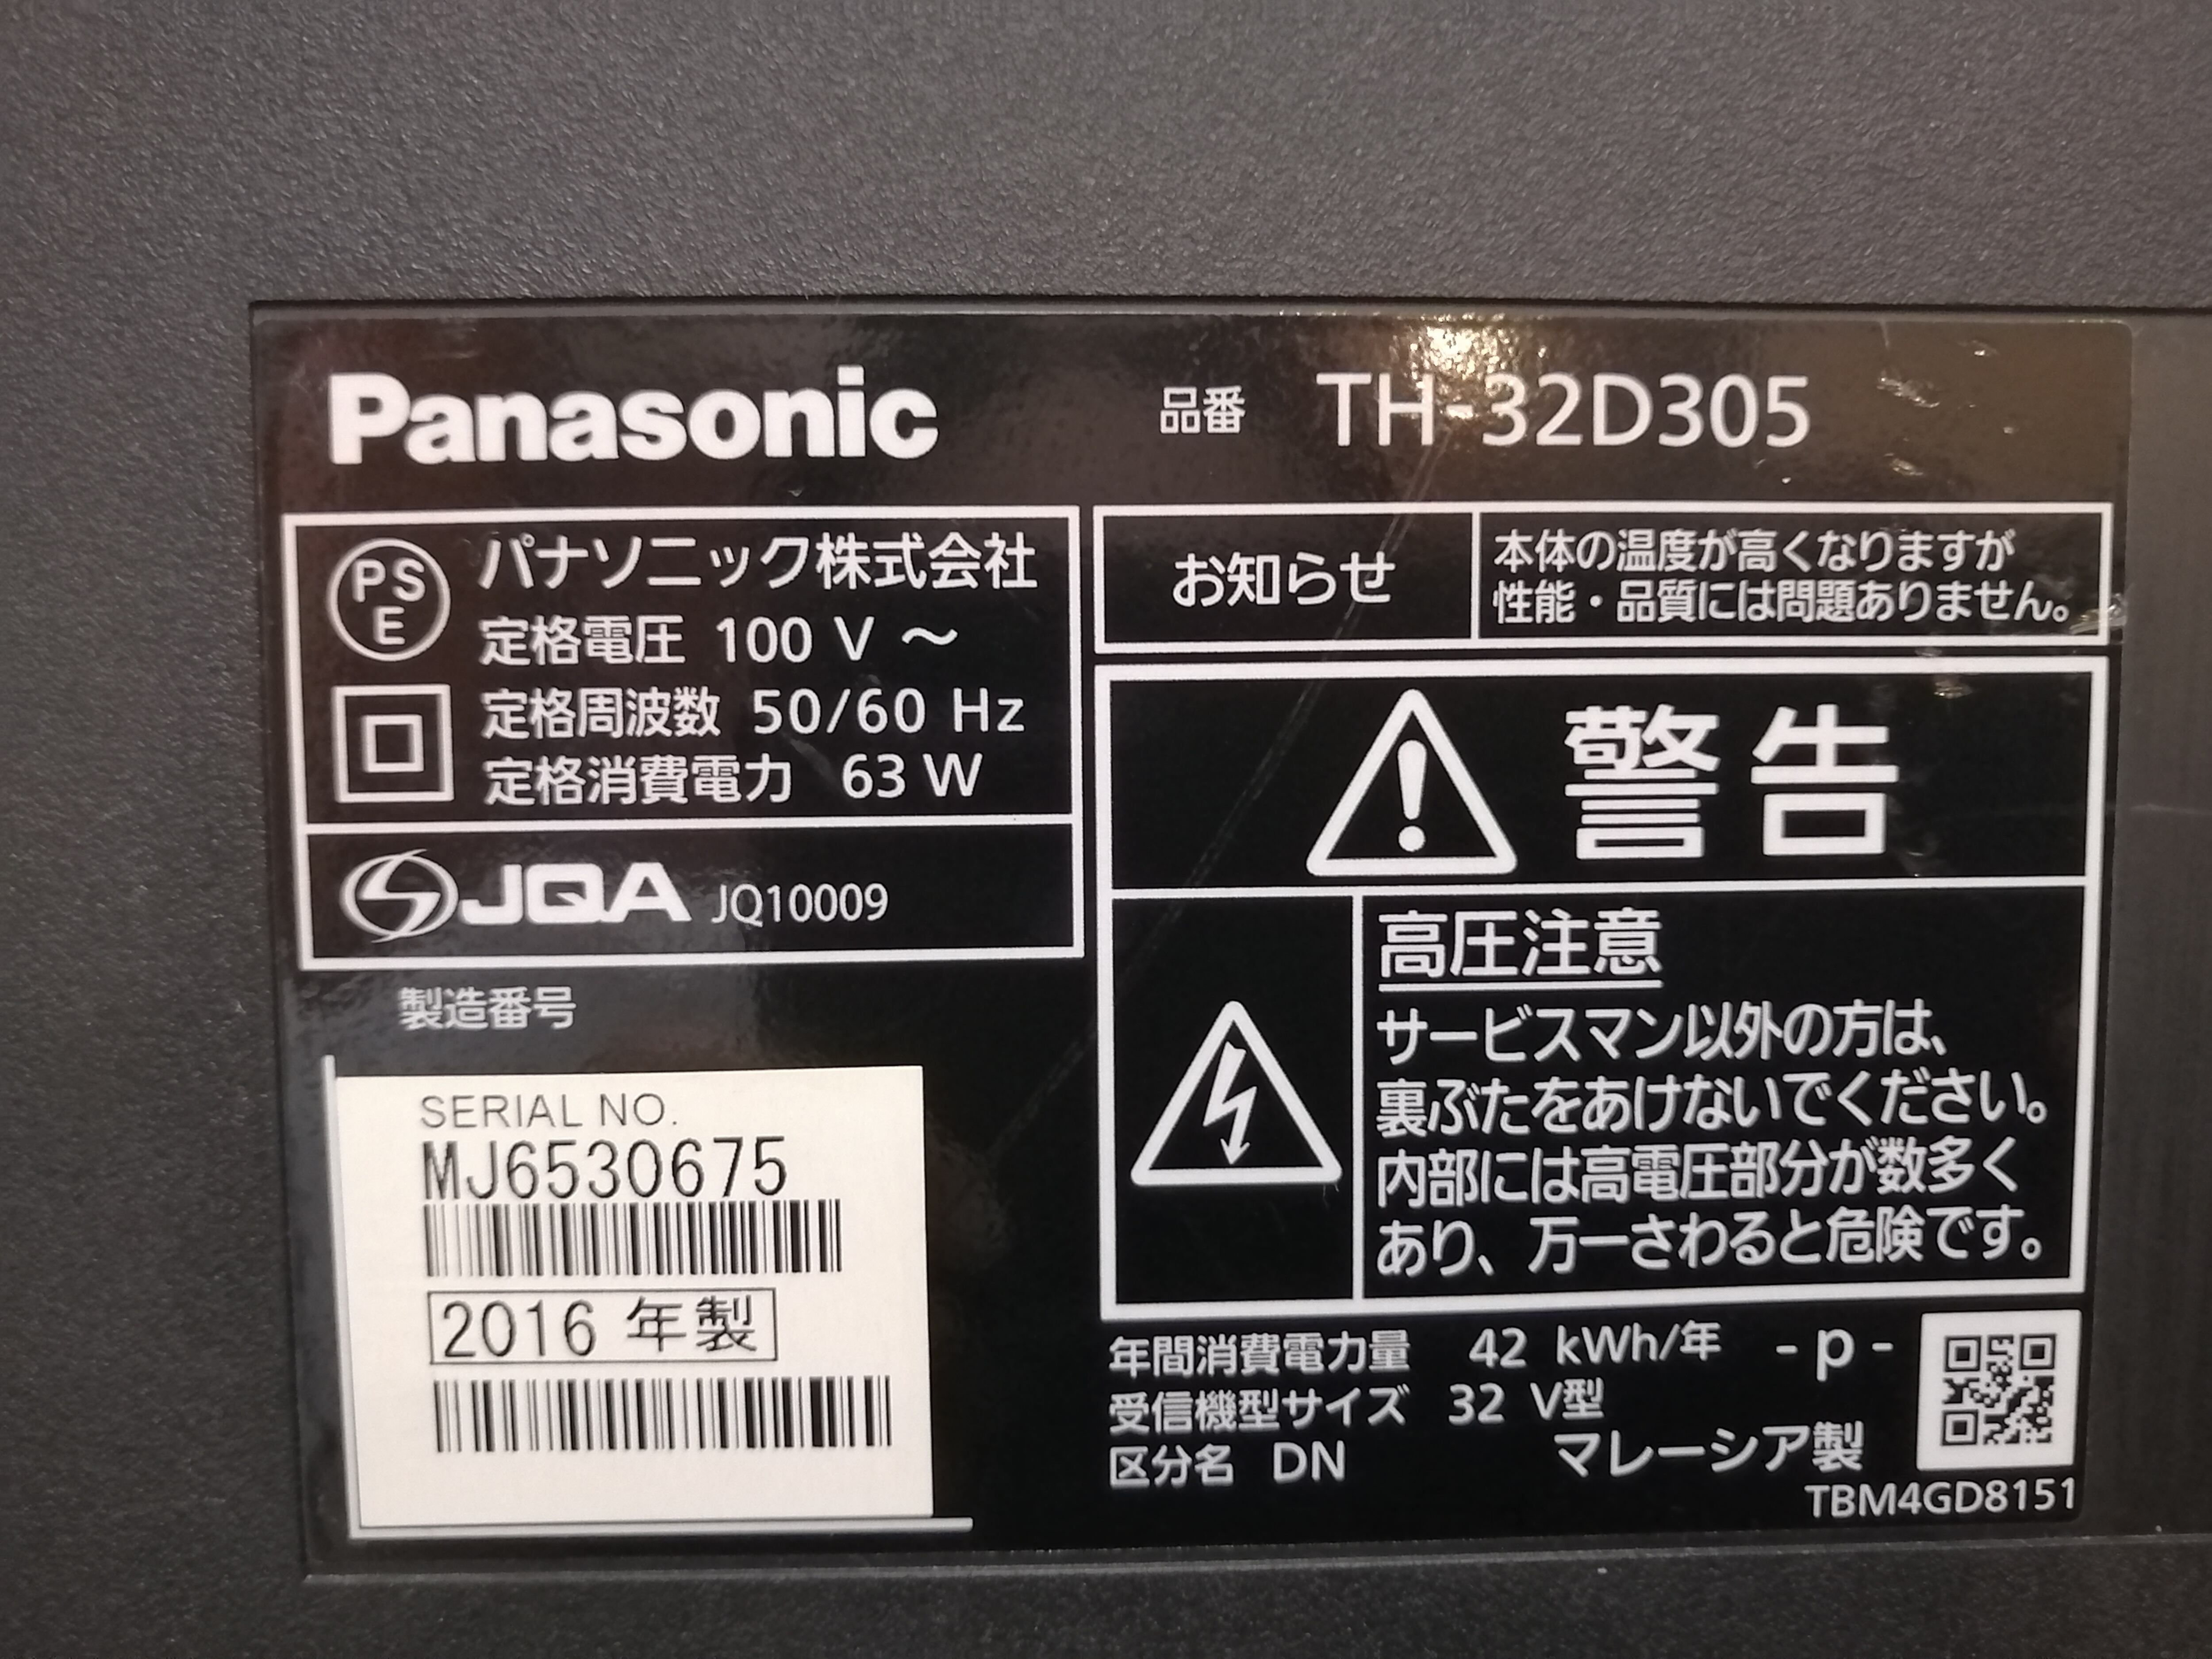 Panasonic
品番 TH-32D305
PS
E
パナソニック株式会社
定格電圧 100 V ～
定格周波数 50/60 Hz
定格消費電力 63 W
JQA JQ10009
製造番号
SERIAL NO.
MJ6530675
2016 年製
お知らせ
本体の温度が高くなりますが
性能・品質には問題ありません。
警告
高圧注意
サービスマン以外の方は、
裏ぶたをあけないでください。
内部には高電圧部分が数多く
あり、万一さわると危険です。
年間消費電力量 42 kWh/年 - p -
受信機型サイズ 32 V型
区分名 DN
マレーシア製
TBM4GD8151